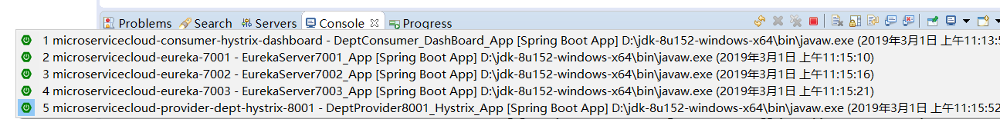 Problems Search Servers Console Progress
1 microservicecloud-consumer-hystrix-dashboard - DeptConsumer_DashBoard_App [Spring Boot App] D:\jdk-8u152-windows-x64\bin\javaw.exe (2019年3月1日 上午11:13:5
2 microservicecloud-eureka-7001 - EurekaServer7001_App [Spring Boot App] D:\jdk-8u152-windows-x64\bin\javaw.exe (2019年3月1日 上午11:15:10)
3 microservicecloud-eureka-7002 - EurekaServer7002_App [Spring Boot App] D:\jdk-8u152-windows-x64\bin\javaw.exe (2019年3月1日 上午11:15:16)
4 microservicecloud-eureka-7003 - EurekaServer7003_App [Spring Boot App] D:\jdk-8u152-windows-x64\bin\javaw.exe (2019年3月1日 上午11:15:21)
5 microservicecloud-provider-dept-hystrix-8001 - DeptProvider8001_Hystrix_App [Spring Boot App] D:\jdk-8u152-windows-x64\bin\javaw.exe (2019年3月1日 上午11:15:52